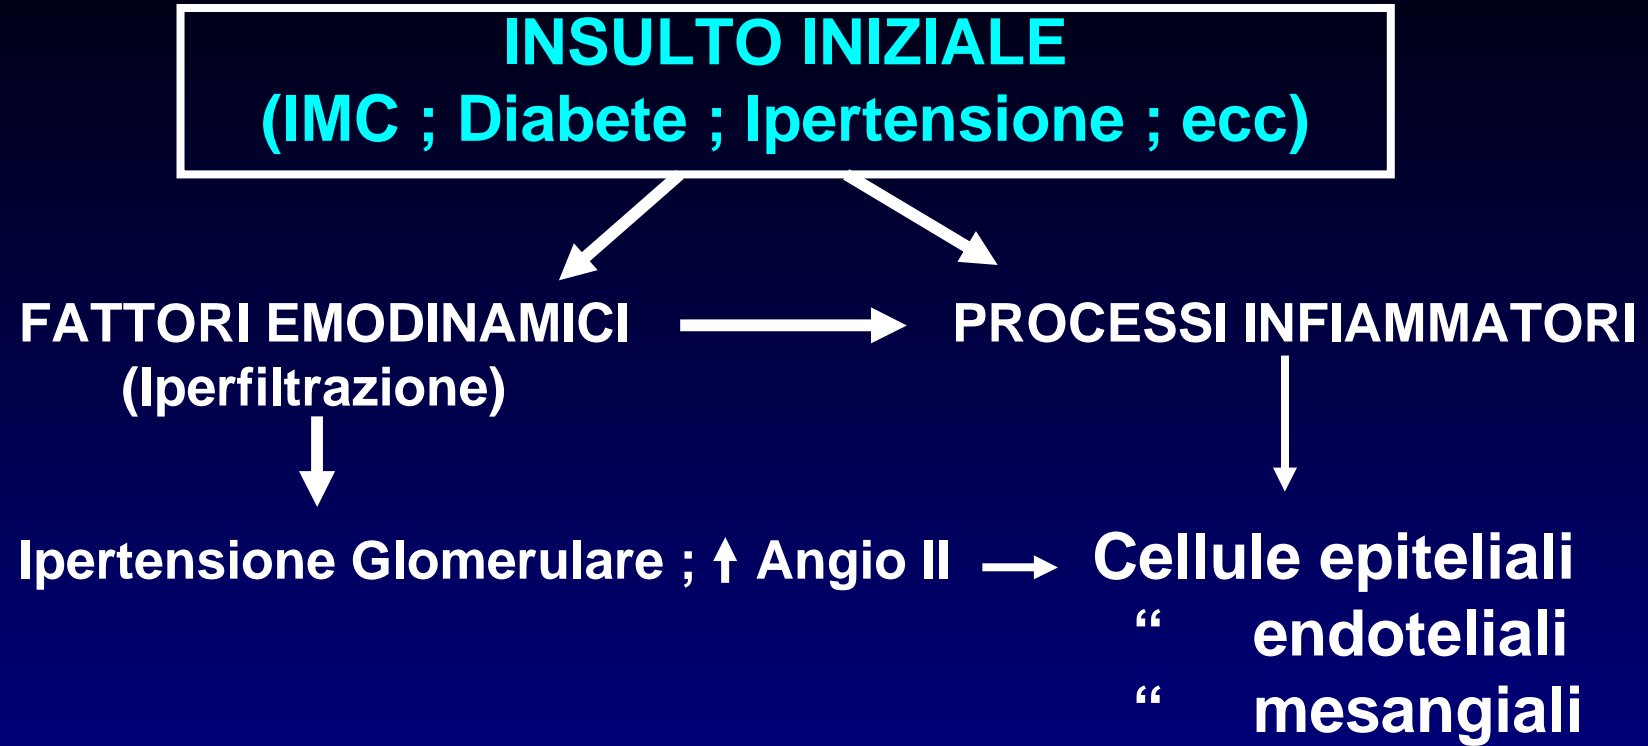 INSULTO INIZIALE
(IMC ; Diabete ; Ipertensione ; ecc)
FATTORI EMODINAMICI
(Iperfiltrazione)
PROCESSI INFIAMMATORI
Ipertensione Glomerulare ; ↑ Angio II
Cellule epiteliali
“ endoteliali
“ mesangiali